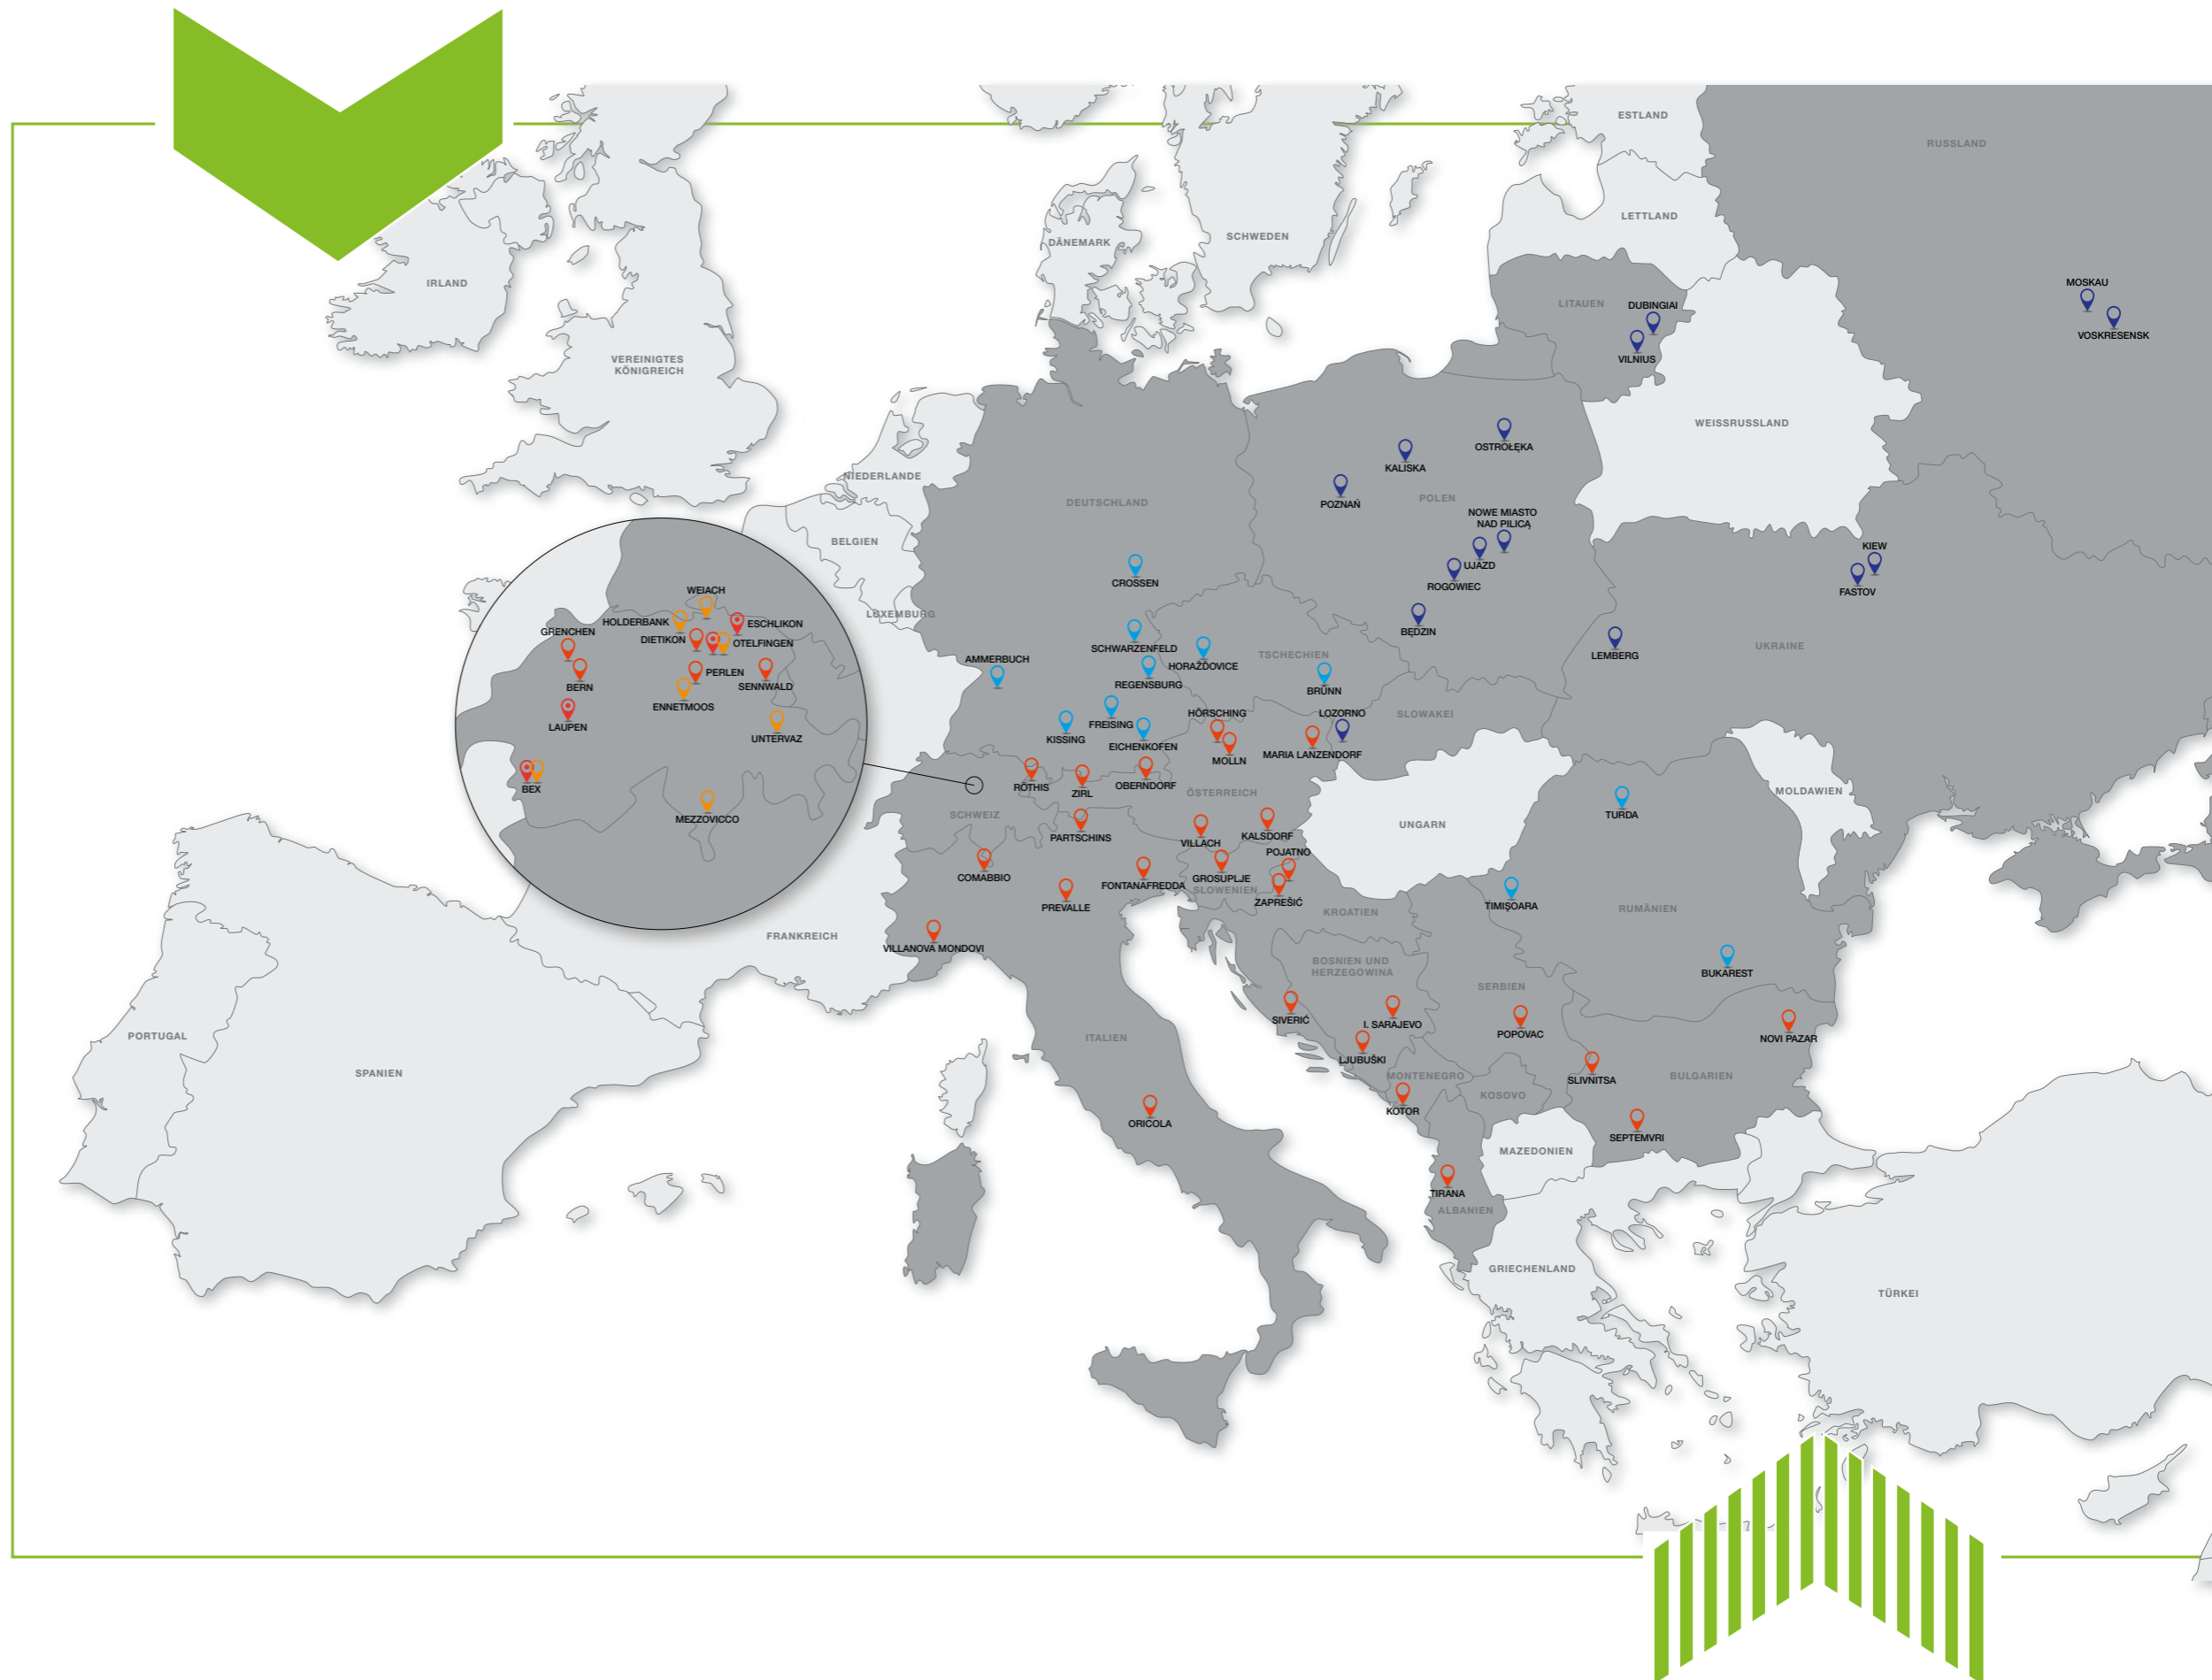 ESTLAND
RUSSLAND
LETTLAND
SCHWEDEN
DÄNEMARK
IRLAND
MOSKAU
LITAUEN
DUBINGIAI
VOSKRESENSK
VILNIUS
VEREINIGTES
KÖNIGREICH
WEISSRUSSLAND
OSTROŁĘKA
KALISKA
NIEDERLANDE
POLEN
DEUTSCHLAND
POZNAŃ
NOWE MIASTO
NAD PILICĄ
BELGIEN
KIEW
UJAZD
CROSSEN
ROGOWIEC
FASTOV
LUXEMBURG
WEIACH
HOLDERBANK
ESCHLIKON
GRENCHEN
DIETIKON
OTELFINGEN
BĘDZIN
PERLEN
BERN
SENNWALD
ENNETMOOS
LAUPEN
UNTERVAZ
BEX
MEZZOVICCO
UKRAINE
LEMBERG
SCHWARZENFELD
TSCHECHIEN
AMMERBUCH
HORAŽDOVICE
REGENSBURG
BRÜNN
HÖRSCHING
LOZORNO
SLOWAKEI
FREISING
KISSING
EICHENKOFEN
MARIA LANZENDORF
MOLLN
RÖTHIS
ZIRL
OBERNDORF
ÖSTERREICH
MOLDAWIEN
SCHWEIZ
TURDA
UNGARN
PARTSCHINS
VILLACH
KALSDORF
POJATNO
COMABBIO
FONTANAFREDDA
GROSUPLJE
SLOWENIEN
PREVALLE
ZAPREŠIĆ
TIMIŞOARA
RUMÄNIEN
KROATIEN
FRANKREICH
VILLANOVA MONDOVI
BOSNIEN UND
HERZEGOWINA
BUKAREST
SERBIEN
SIVERIĆ
I. SARAJEVO
POPOVAC
NOVI PAZAR
PORTUGAL
ITALIEN
LJUBUŠKI
SPANIEN
MONTENEGRO
SLIVNITSA
BULGARIEN
KOSOVO
KOTOR
ORICOLA
SEPTEMVRI
MAZEDONIEN
TIRANA
ALBANIEN
GRIECHENLAND
TÜRKEI